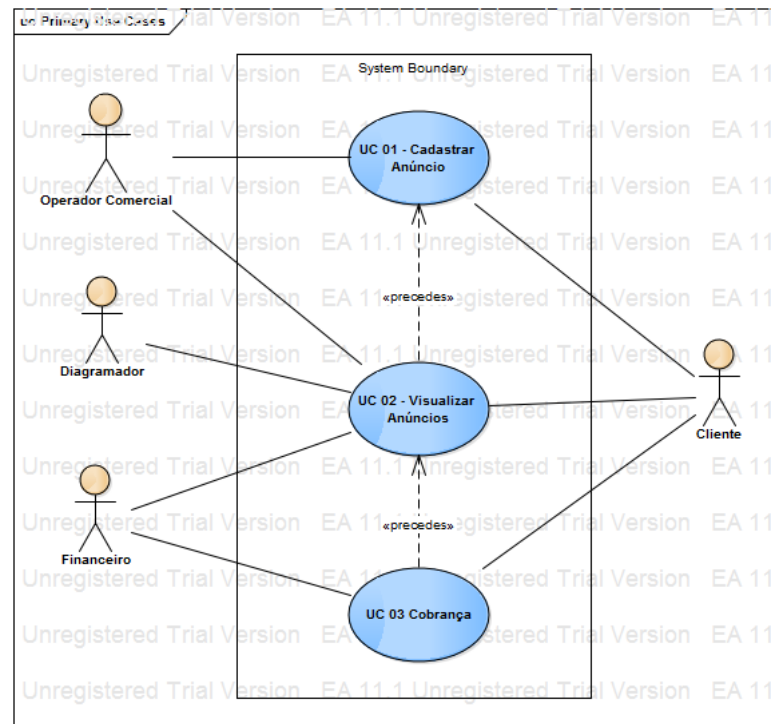 uc Primary Use Cases
Unregistered Trial Version EA 11.1 Unregistered Trial Version EA 11
System Boundary
UC 01 - Cadastrar
Anúncio
Operador Comercial
«precedes»
Diagramador
UC 02 - Visualizar
Anúncios
Cliente
«precedes»
Financeiro
UC 03 Cobrança